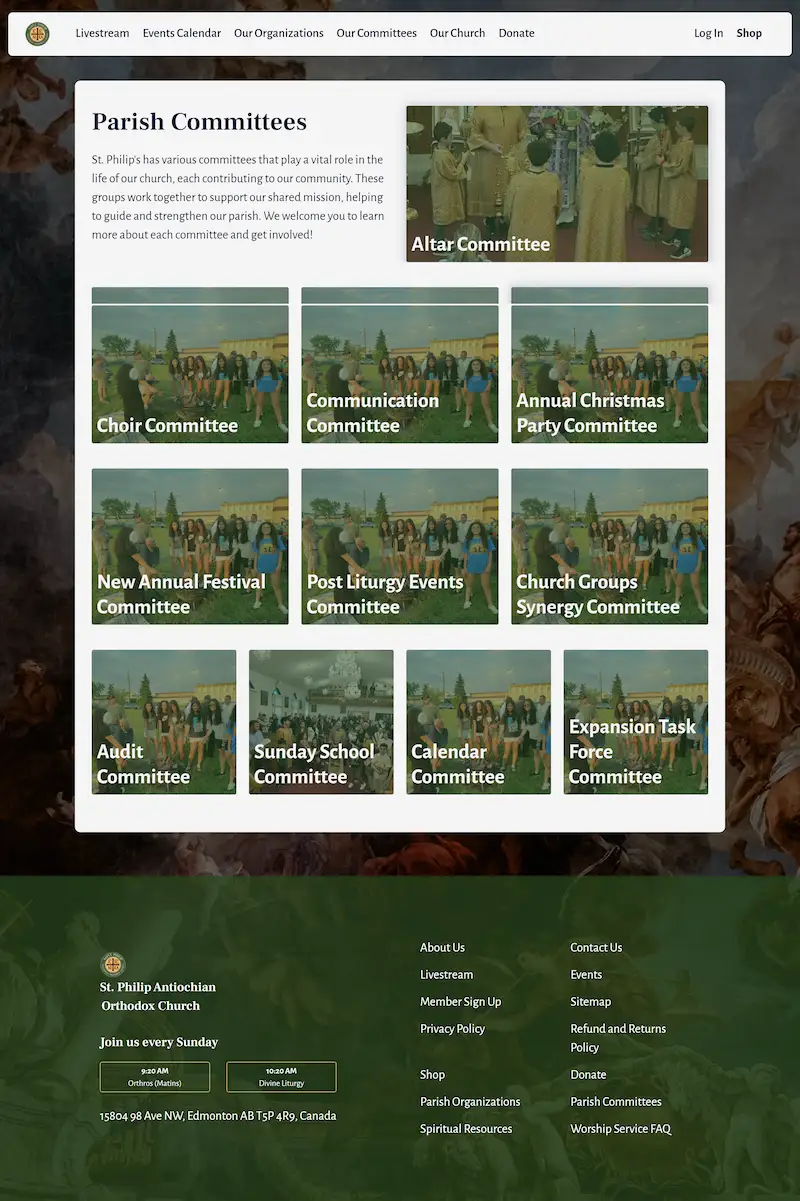 Livestream
Events Calendar
Our Organizations
Our Committees
Our Church
Donate
Log In
Shop
Parish Committees
St. Philip's has various committees that play a vital role in the
life of our church, each contributing to our community. These
groups work together to support our shared mission, helping
to guide and strengthen our parish. We welcome you to learn
more about each committee and get involved!
Altar Committee
Choir Committee
Communication
Committee
Annual Christmas
Party Committee
New Annual Festival
Committee
Post Liturgy Events
Committee
Church Groups
Synergy Committee
Audit
Committee
Sunday School
Committee
Calendar
Committee
Expansion Task
Force
Committee
St. Philip Antiochian
Orthodox Church
Join us every Sunday
9:20 AM
Orthros (Matins)
10:20 AM
Divine Liturgy
15804 98 Ave NW, Edmonton AB T5P 4R9, Canada
About Us
Contact Us
Livestream
Events
Member Sign Up
Sitemap
Privacy Policy
Refund and Returns
Policy
Shop
Donate
Parish Organizations
Parish Committees
Spiritual Resources
Worship Service FAQ